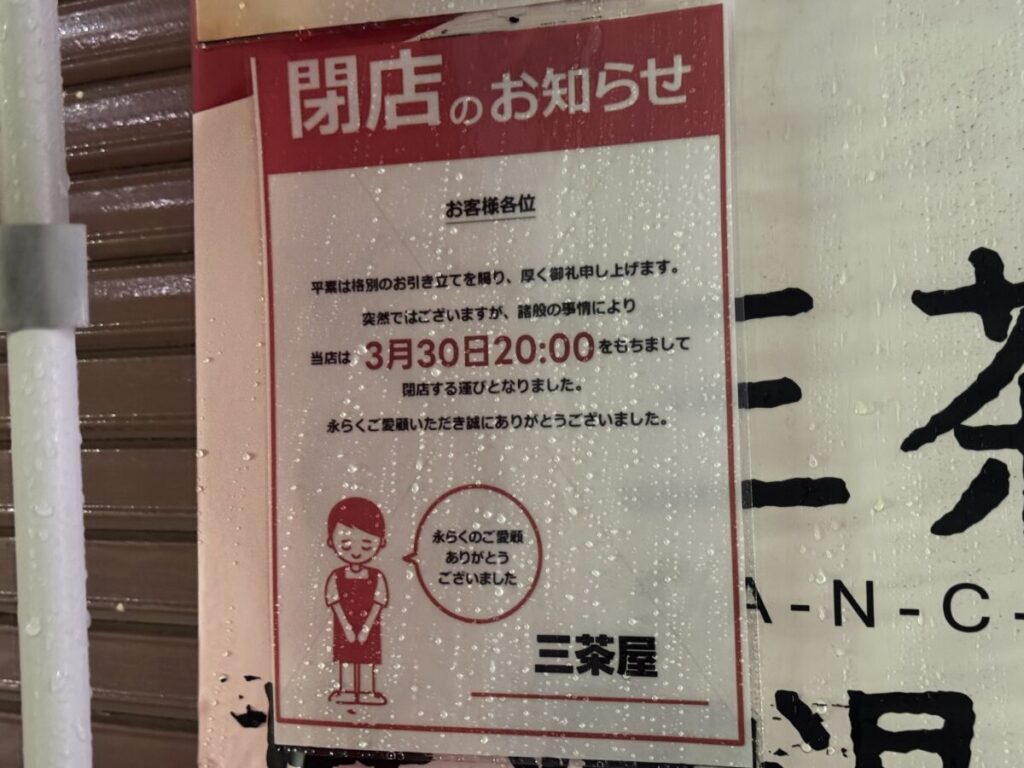 閉店のお知らせ
お客様各位
平素は格別のお引き立てを賜り、厚く御礼申し上げます。
突然ではございますが、諸般の事情により
当店は 3月30日20:00をもちまして
閉店する運びとなりました。
永らくご愛顧いただき誠にありがとうございました。
永らくのご愛顧
ありがとう
ございました
三茶屋
三茶
A-N-C-